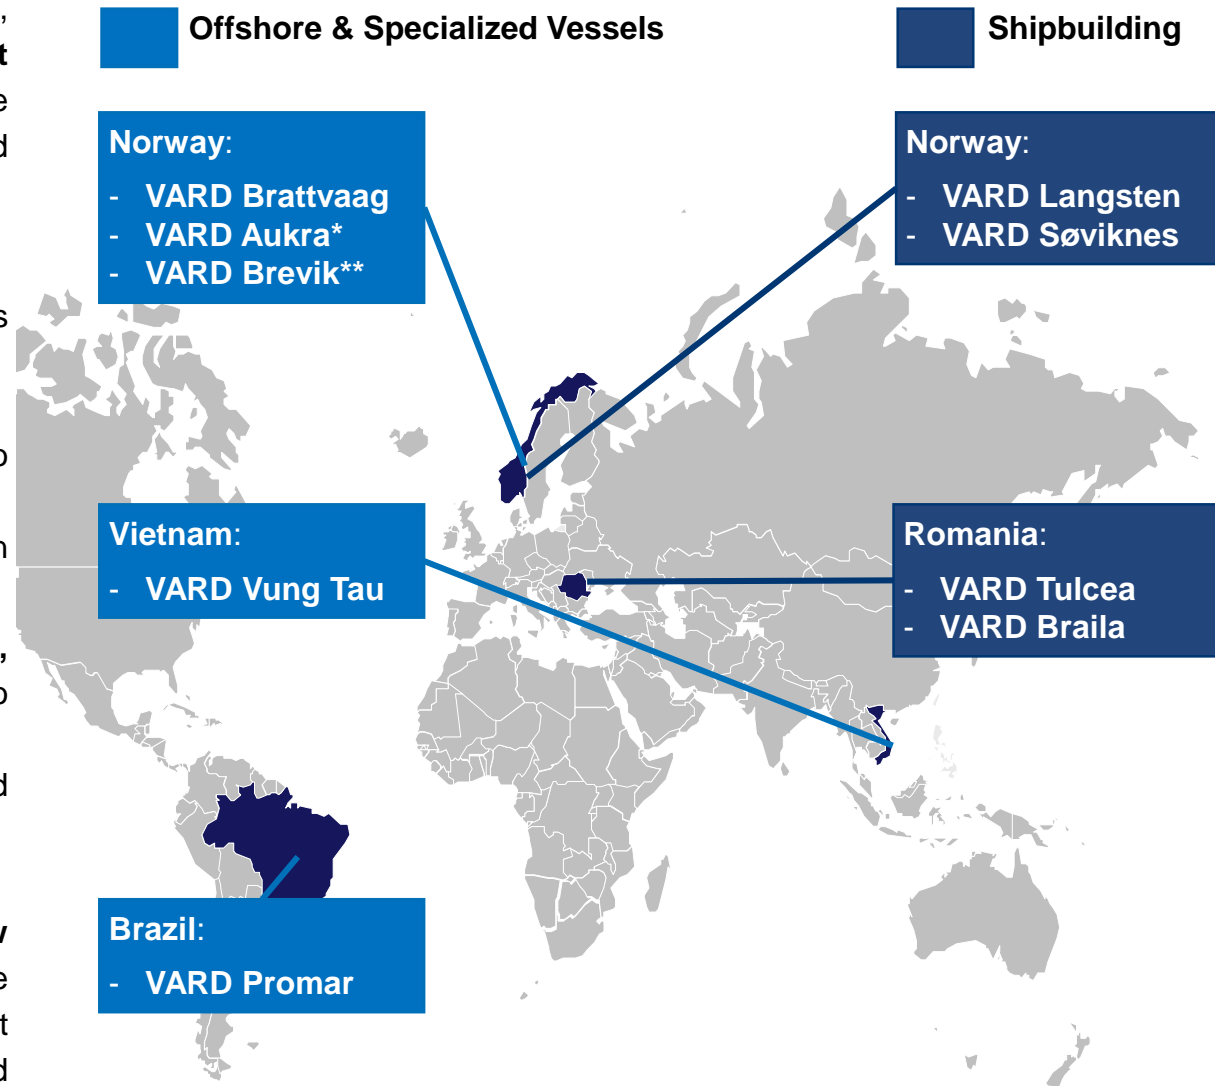 Offshore & Specialized Vessels
Shipbuilding
Norway:
- VARD Brattvaag
- VARD Aukra*
- VARD Brevik**
Norway:
- VARD Langsten
- VARD Søviknes
Vietnam:
- VARD Vung Tau
Romania:
- VARD Tulcea
- VARD Braila
Brazil:
- VARD Promar